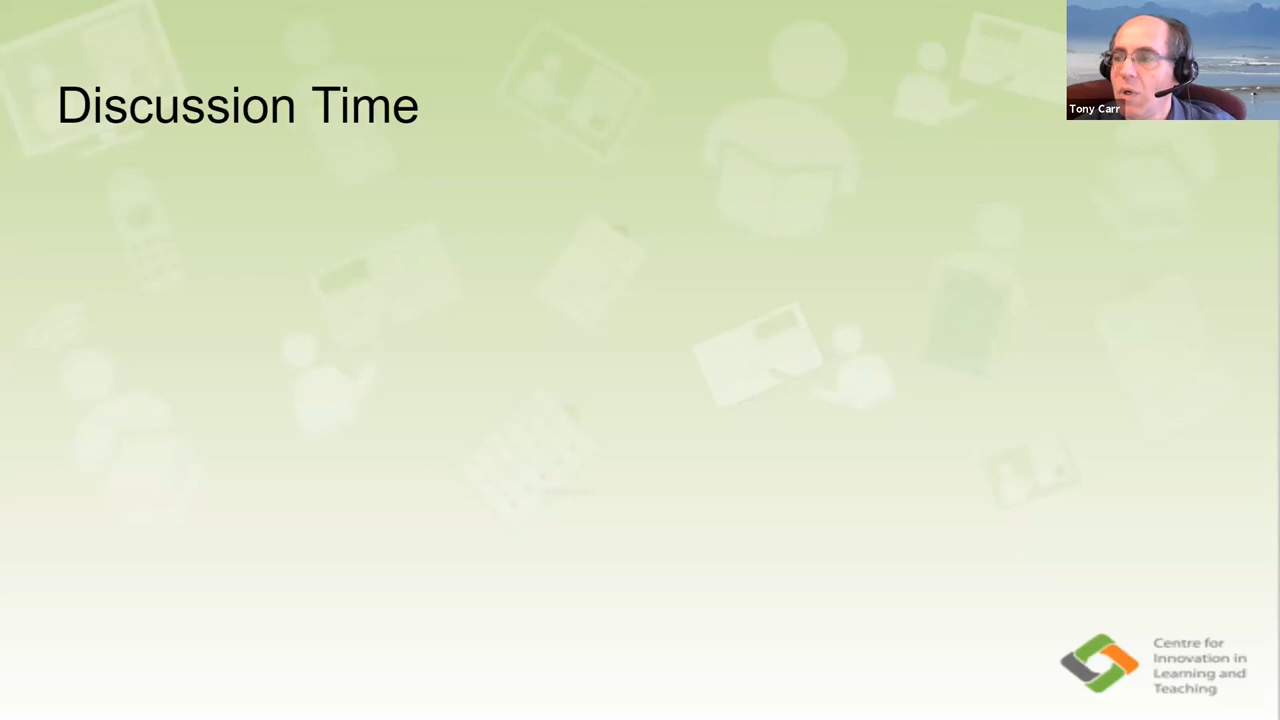 Discussion Time
Tony Carr
Centre for
Innovation in
Learning and
Teaching